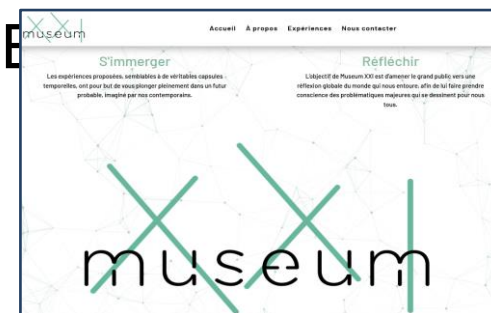 XXI
museum
Accueil À propos Expériences Nous contacter
E
S'immerger
Les expériences proposées, semblables à de véritables capsules
temporelles, ont pour but de vous plonger pleinement dans un futur
probable, imaginé par nos contemporains.
Réfléchir
L'objectif de Museum XXI est d'amener le grand public vers une
réflexion globale du monde qui nous entoure, afin de lui faire prendre
conscience des problématiques majeures qui se dessinent pour nous
tous.
XXI
museum